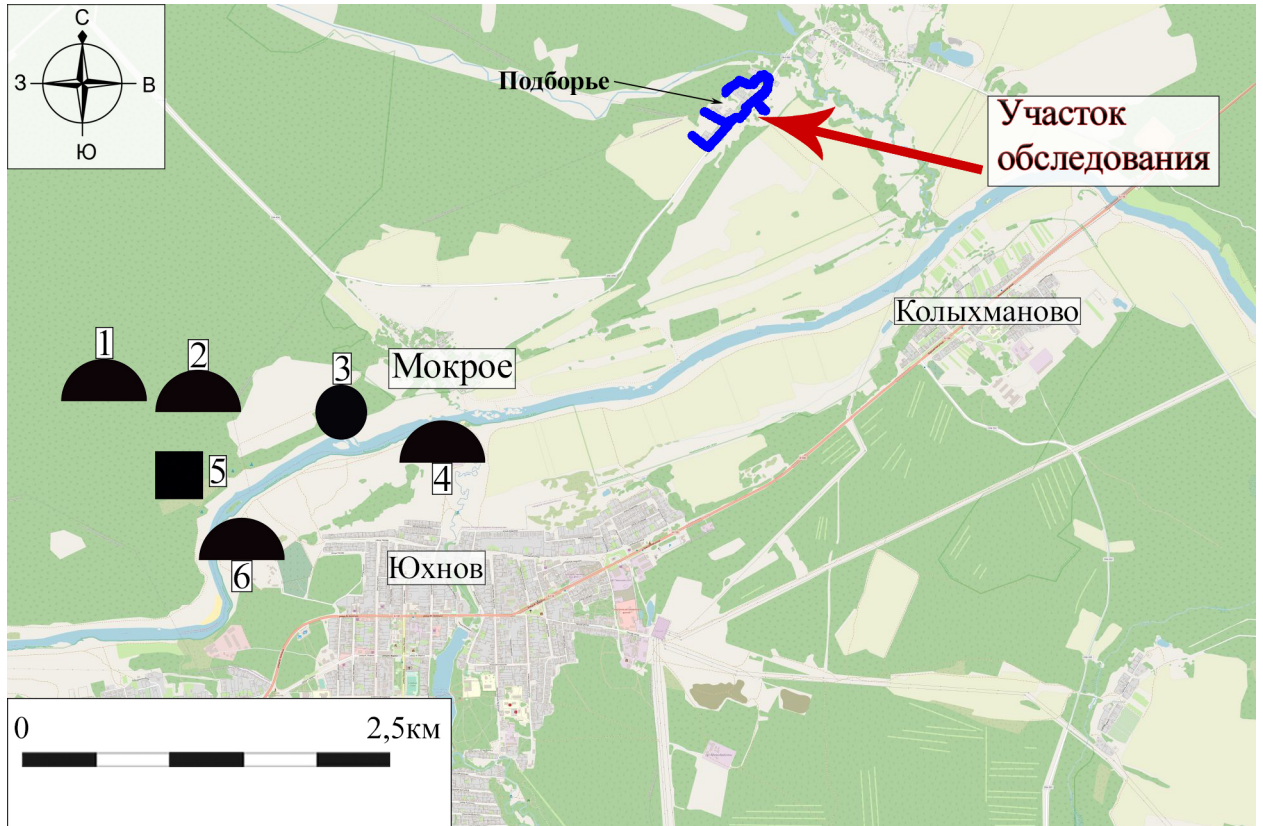 С
З
В
Ю
Подборье
Участок
обследования
Колыхманово
1
2
3
Мокрое
4
5
6
Юхнов
0
2,5км